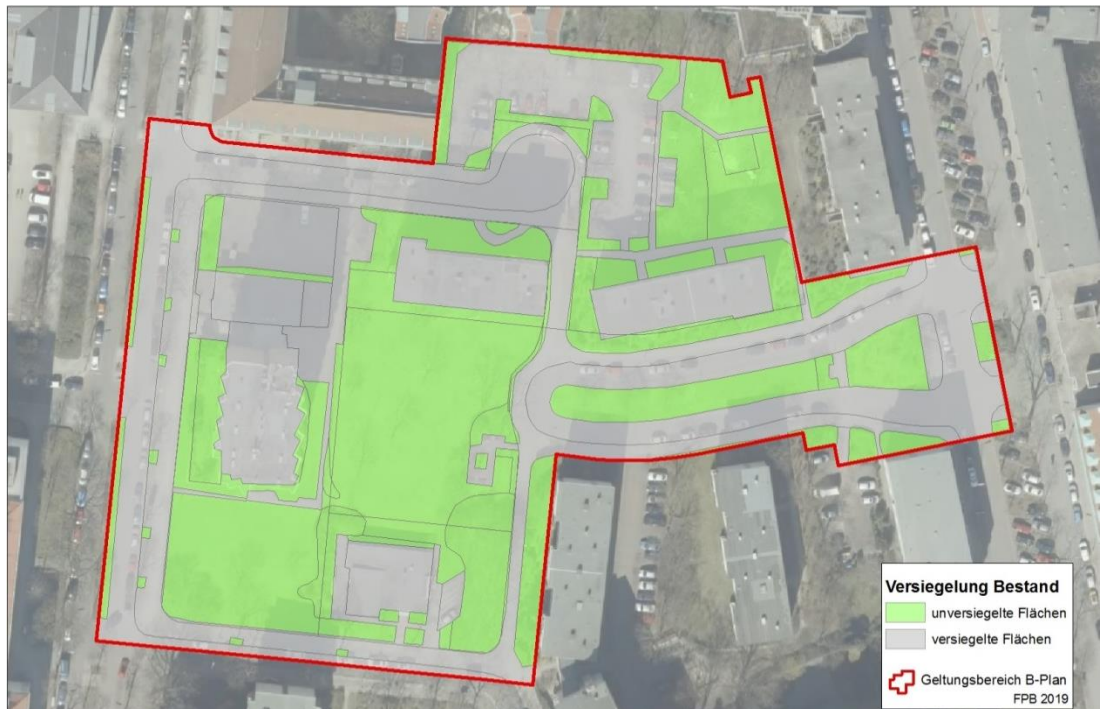 Versiegelung Bestand
unversiegelte Flächen
versiegelte Flächen
Geltungsbereich B-Plan
FPB 2019